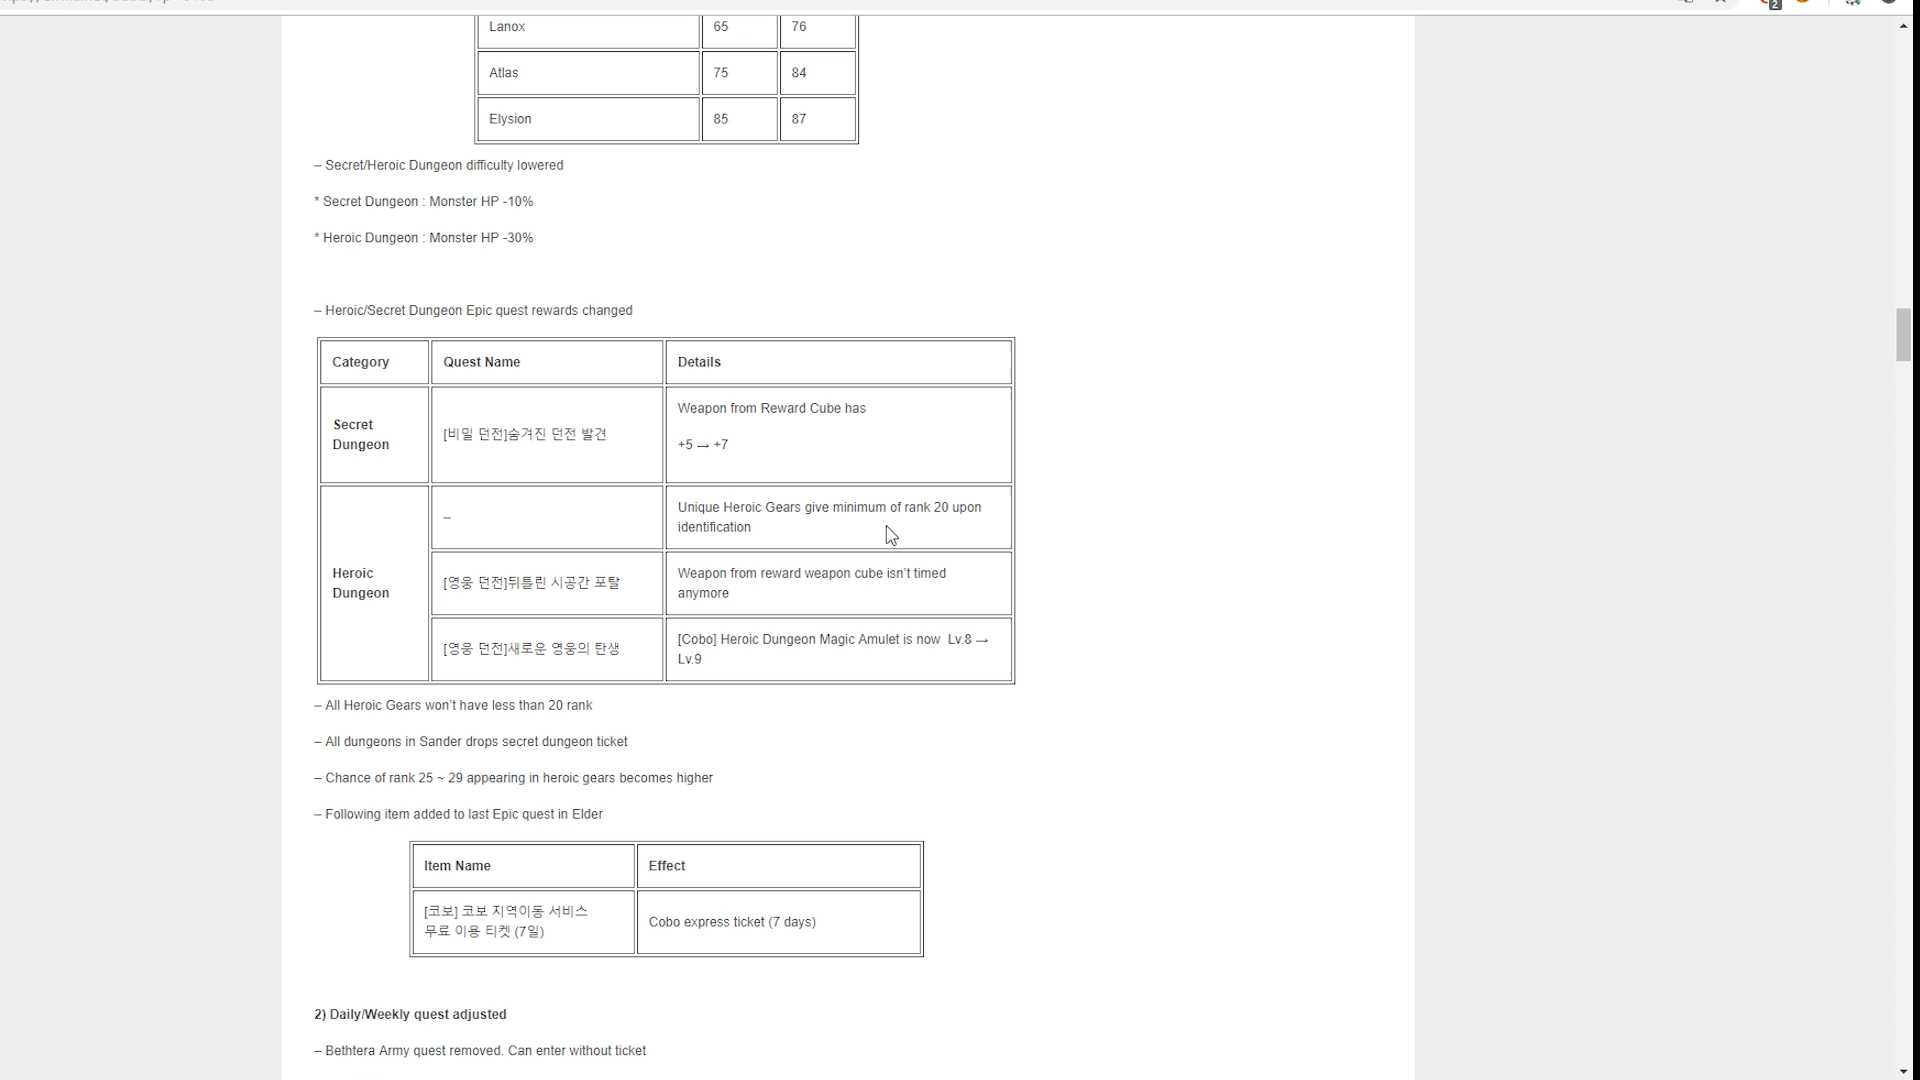 Lanox 65 76
Atlas 75 84
Elysion 85 87
– Secret/Heroic Dungeon difficulty lowered
* Secret Dungeon : Monster HP -10%
* Heroic Dungeon : Monster HP -30%
– Heroic/Secret Dungeon Epic quest rewards changed
Category Quest Name Details
Secret
Dungeon
[비밀 던전]숨겨진 던전 발견
Weapon from Reward Cube has
+5 → +7
Heroic
Dungeon
–
Unique Heroic Gears give minimum of rank 20 upon
identification
[영웅 던전]뒤틀린 시공간 포탈
Weapon from reward weapon cube isn't timed
anymore
[영웅 던전]새로운 영웅의 탄생
[Cobo] Heroic Dungeon Magic Amulet is now Lv.8 →
Lv.9
– All Heroic Gears won't have less than 20 rank
– All dungeons in Sander drops secret dungeon ticket
– Chance of rank 25 ~ 29 appearing in heroic gears becomes higher
– Following item added to last Epic quest in Elder
Item Name Effect
[코보] 코보 지역이동 서비스
무료 이용 티켓 (7일)
Cobo express ticket (7 days)
2) Daily/Weekly quest adjusted
– Bethtera Army quest removed. Can enter without ticket
2